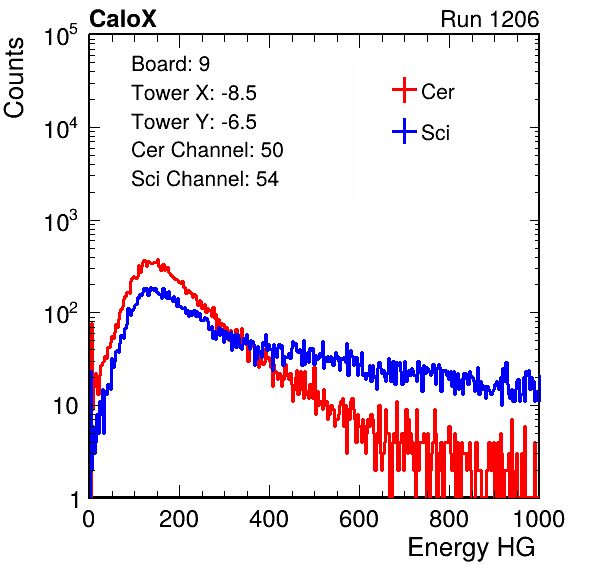 CaloX Run 1206
Counts
10^5
10^4
10^3
10^2
10
1
Board: 9
Tower X: -8.5
Tower Y: -6.5
Cer Channel: 50
Sci Channel: 54
Cer
Sci
0 200 400 600 800 1000
Energy HG